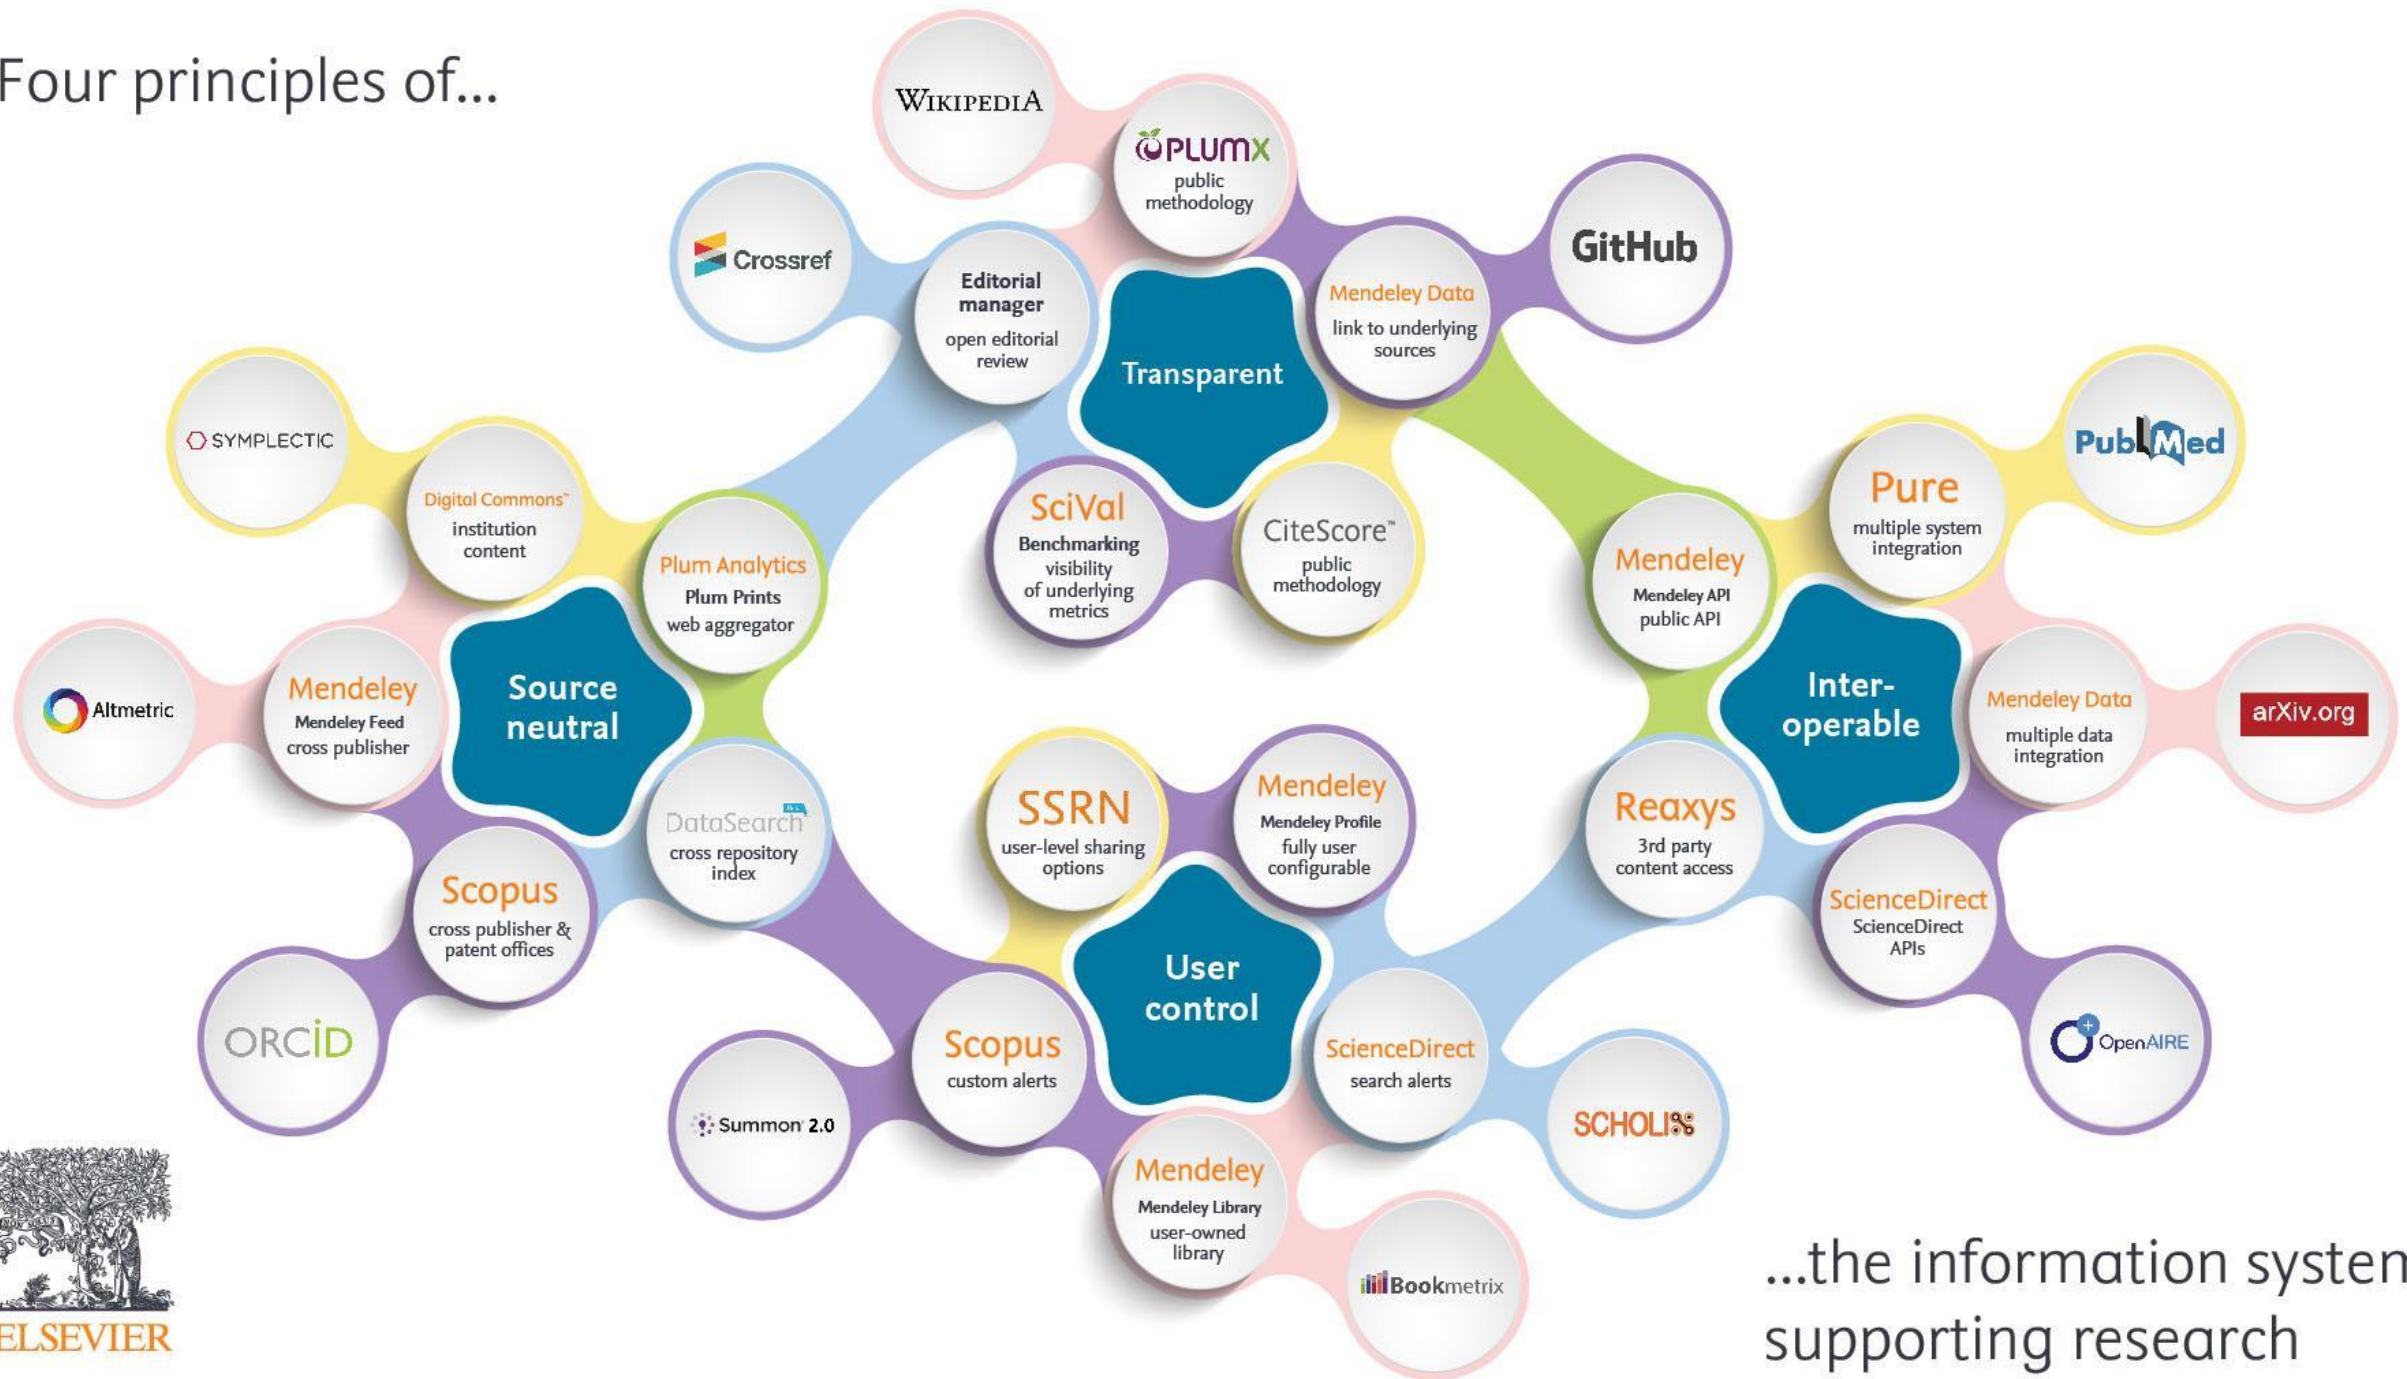 Four principles of...
WIKIPEDIA
PLUMX
public
methodology
Crossref
Editorial
manager
open editorial
review
Mendeley Data
link to underlying
sources
GitHub
Transparent
SciVal
Benchmarking
visibility
of underlying
metrics
CiteScore™
public
methodology
SYMPLECTIC
Digital Commons™
institution
content
Plum Analytics
Plum Prints
web aggregator
Altmetric
Mendeley
Mendeley Feed
cross publisher
Source
neutral
DataSearch
cross repository
index
Scopus
cross publisher &
patent offices
ORCiD
Mendeley
Mendeley API
public API
Pure
multiple system
integration
PubMed
Inter-
operable
Mendeley Data
multiple data
integration
arXiv.org
Reaxys
3rd party
content access
ScienceDirect
ScienceDirect
APIs
OpenAIRE
SSRN
user-level sharing
options
Mendeley
Mendeley Profile
fully user
configurable
User
control
Scopus
custom alerts
ScienceDirect
search alerts
Summon 2.0
SCHOLIX
Mendeley
Mendeley Library
user-owned
library
Bookmetrix
ELSEVIER
...the information system
supporting research